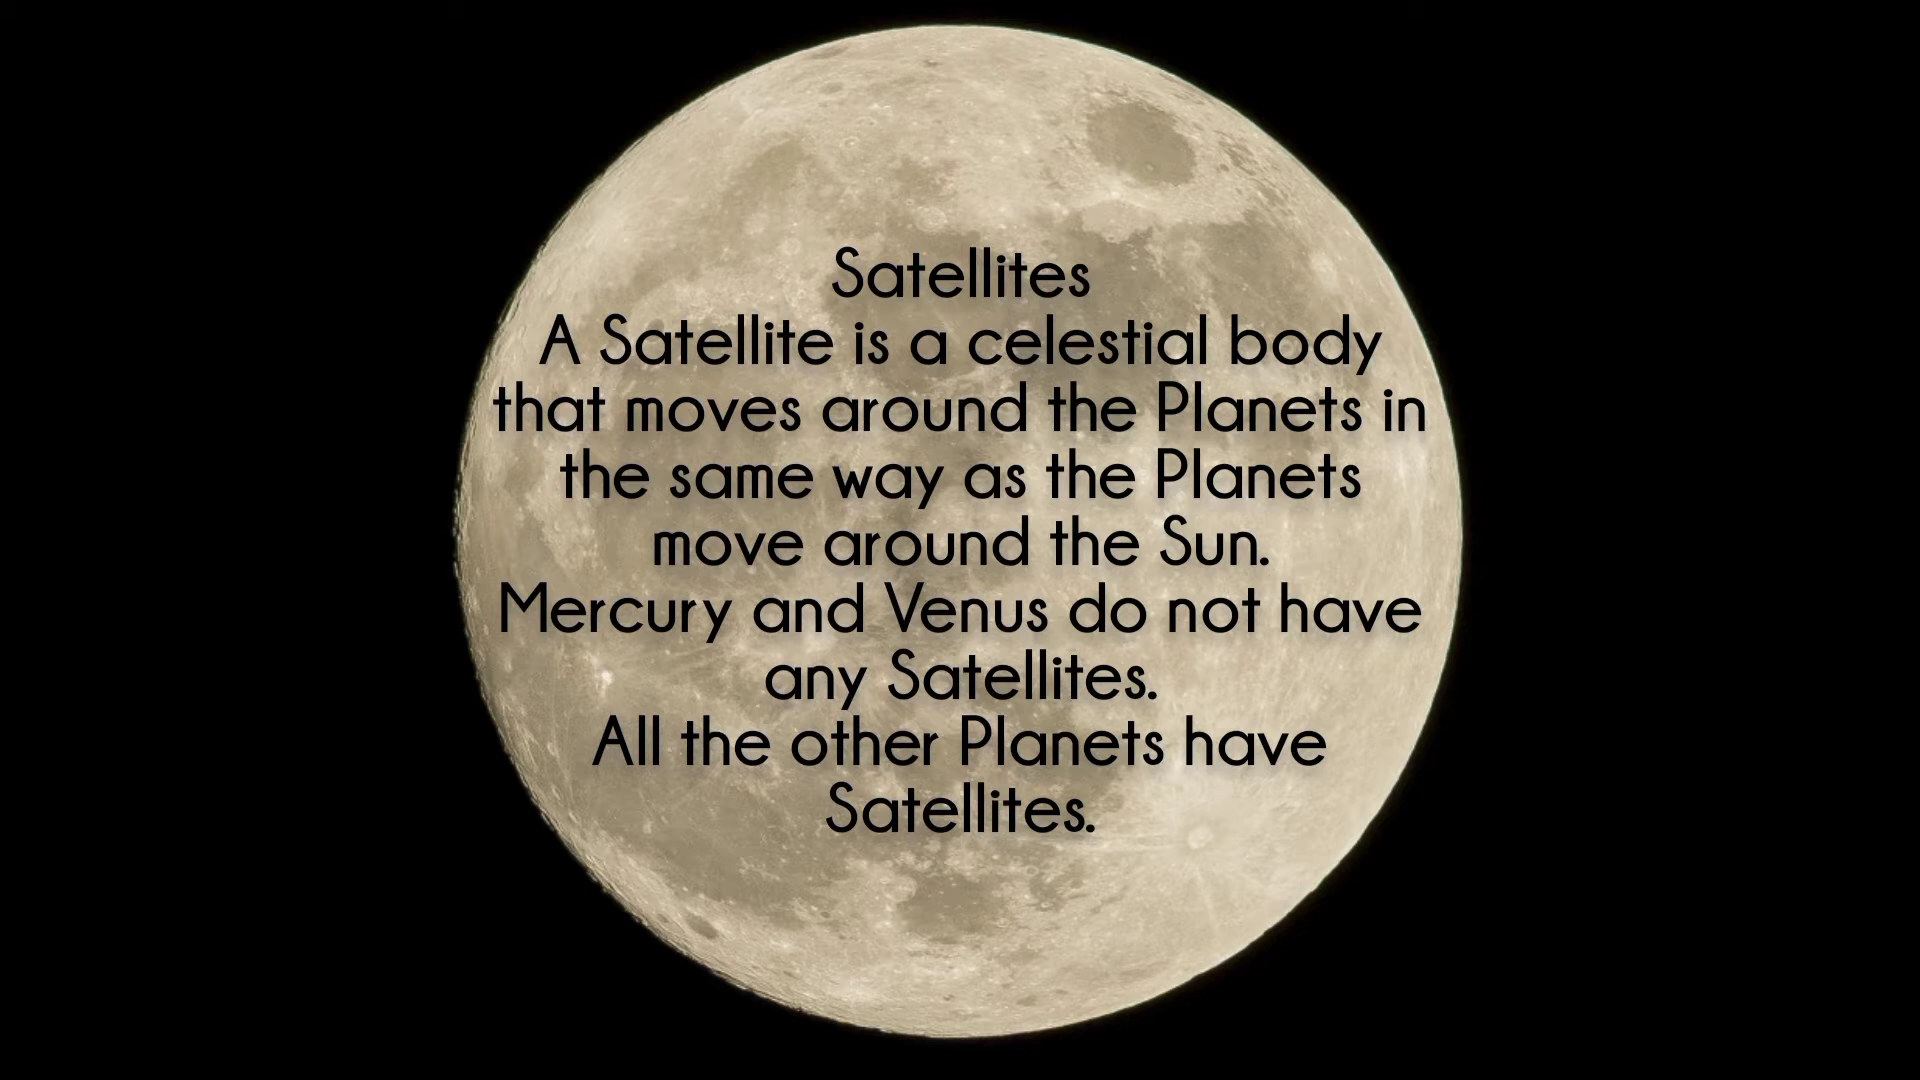 Satellites
A Satellite is a celestial body
that moves around the Planets in
the same way as the Planets
move around the Sun.
Mercury and Venus do not have
any Satellites.
All the other Planets have
Satellites.